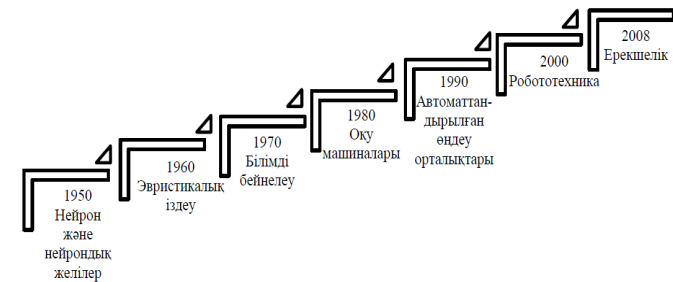 1950
Нейрон
және
нейрондық
желілер
1960
Эвристикалық
іздеу
1970
Білімді
бейнелеу
1980
Оқу
машиналары
1990
Автоматтан-
дырылған
өңдеу
орталықтары
2000
Робототехника
2008
Ерекшелік